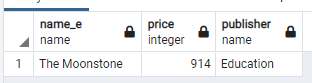 name_e price publisher
name integer name
1 The Moonstone 914 Education